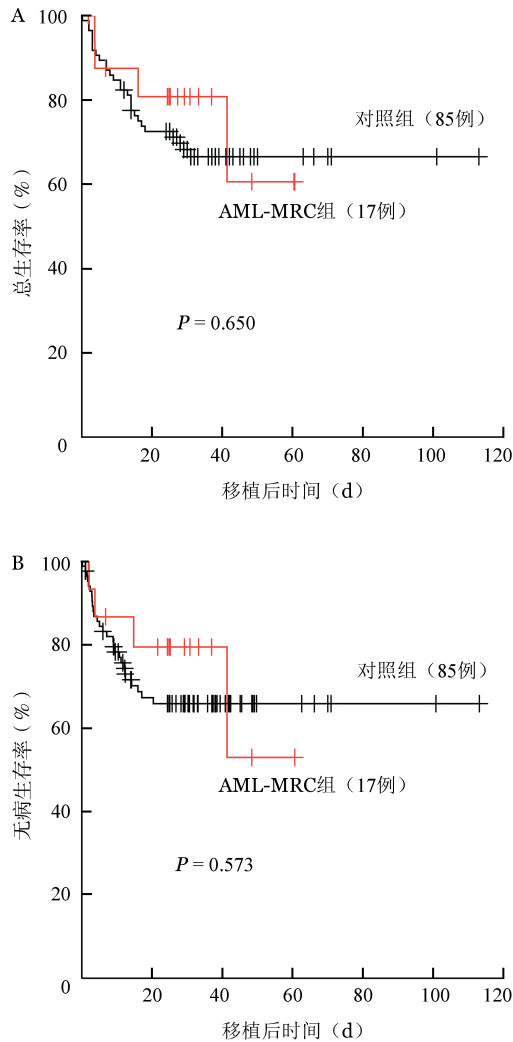 A
100
80
60
40
20
0
总生存率（%）
对照组（85例）
AML-MRC组（17例）
P = 0.650
20 40 60 80 100 120
移植后时间（d）
B
100
80
60
40
20
0
无病生存率（%）
对照组（85例）
AML-MRC组（17例）
P = 0.573
20 40 60 80 100 120
移植后时间（d）